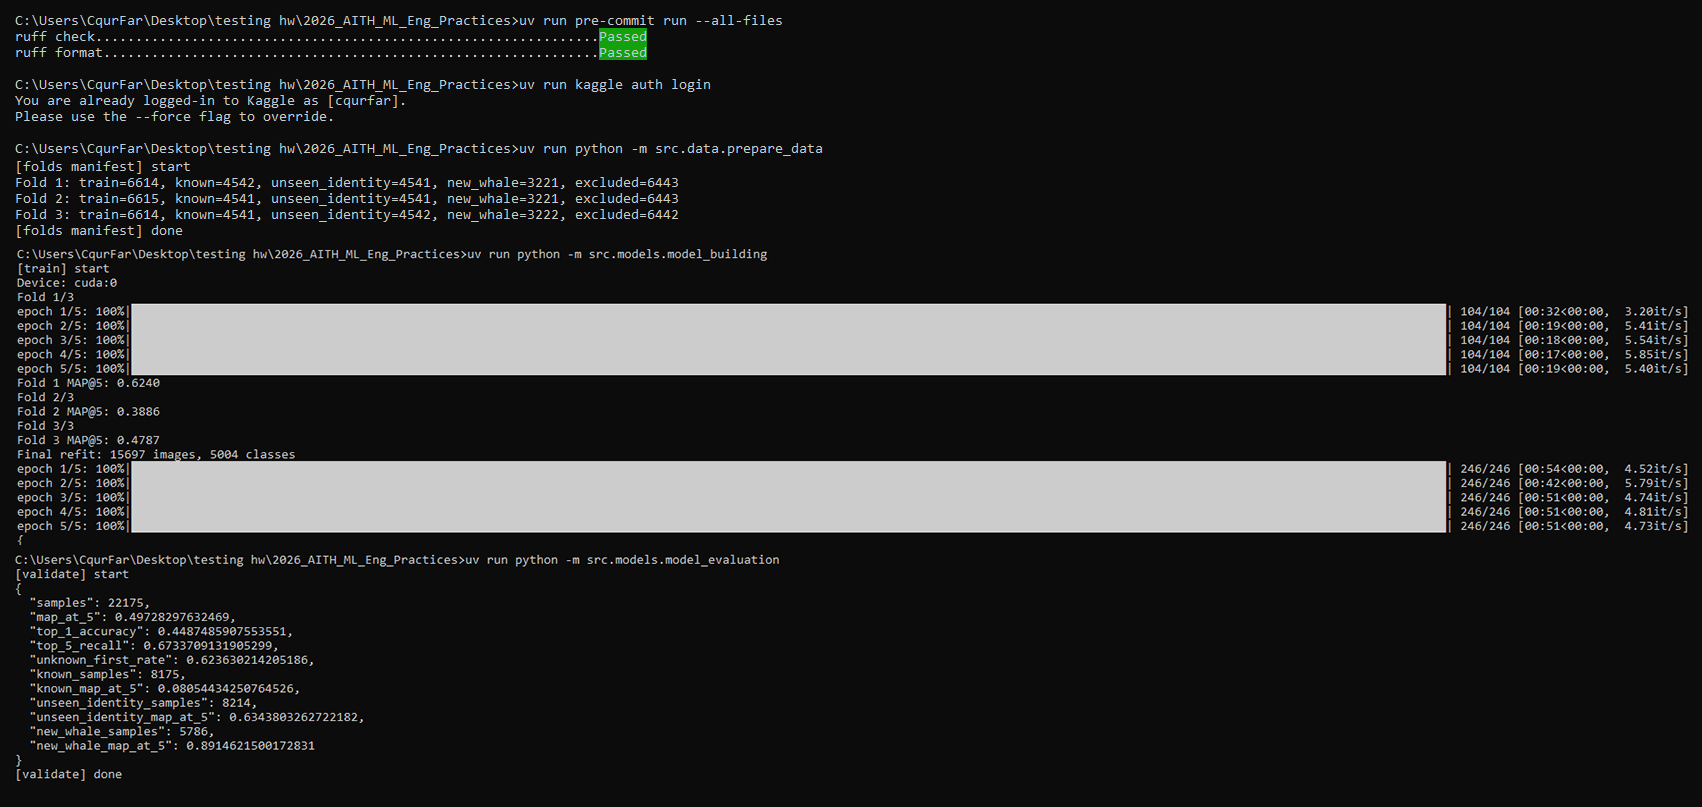 C:\Users\CqurFar\Desktop\testing hw\2026_AITH_ML_Eng_Practices>uv run pre-commit run --all-files
ruff check..............................................................Passed
ruff format.............................................................Passed
C:\Users\CqurFar\Desktop\testing hw\2026_AITH_ML_Eng_Practices>uv run kaggle auth login
You are already logged-in to Kaggle as [cqurfar].
Please use the --force flag to override.
C:\Users\CqurFar\Desktop\testing hw\2026_AITH_ML_Eng_Practices>uv run python -m src.data.prepare_data
[folds manifest] start
Fold 1: train=6614, known=4542, unseen_identity=4541, new_whale=3221, excluded=6443
Fold 2: train=6615, known=4541, unseen_identity=4541, new_whale=3221, excluded=6443
Fold 3: train=6614, known=4541, unseen_identity=4542, new_whale=3222, excluded=6442
[folds manifest] done
C:\Users\CqurFar\Desktop\testing hw\2026_AITH_ML_Eng_Practices>uv run python -m src.models.model_building
[train] start
Device: cuda:0
Fold 1/3
epoch 1/5: 100%| | 104/104 [00:32<00:00,  3.20it/s]
epoch 2/5: 100%| | 104/104 [00:19<00:00,  5.41it/s]
epoch 3/5: 100%| | 104/104 [00:18<00:00,  5.54it/s]
epoch 4/5: 100%| | 104/104 [00:17<00:00,  5.85it/s]
epoch 5/5: 100%| | 104/104 [00:19<00:00,  5.40it/s]
Fold 1 MAP@5: 0.6240
Fold 2/3
Fold 2 MAP@5: 0.3886
Fold 3/3
Fold 3 MAP@5: 0.4787
Final refit: 15697 images, 5004 classes
epoch 1/5: 100%| | 246/246 [00:54<00:00,  4.52it/s]
epoch 2/5: 100%| | 246/246 [00:42<00:00,  5.79it/s]
epoch 3/5: 100%| | 246/246 [00:51<00:00,  4.74it/s]
epoch 4/5: 100%| | 246/246 [00:51<00:00,  4.81it/s]
epoch 5/5: 100%| | 246/246 [00:51<00:00,  4.73it/s]
{
C:\Users\CqurFar\Desktop\testing hw\2026_AITH_ML_Eng_Practices>uv run python -m src.models.model_evaluation
[validate] start
{
  "samples": 22175,
  "map_at_5": 0.49728297632469,
  "top_1_accuracy": 0.4487485907553551,
  "top_5_recall": 0.6733709131905299,
  "unknown_first_rate": 0.623630214205186,
  "known_samples": 8175,
  "known_map_at_5": 0.08054434250764526,
  "unseen_identity_samples": 8214,
  "unseen_identity_map_at_5": 0.6343803262722182,
  "new_whale_samples": 5786,
  "new_whale_map_at_5": 0.8914621500172831
}
[validate] done